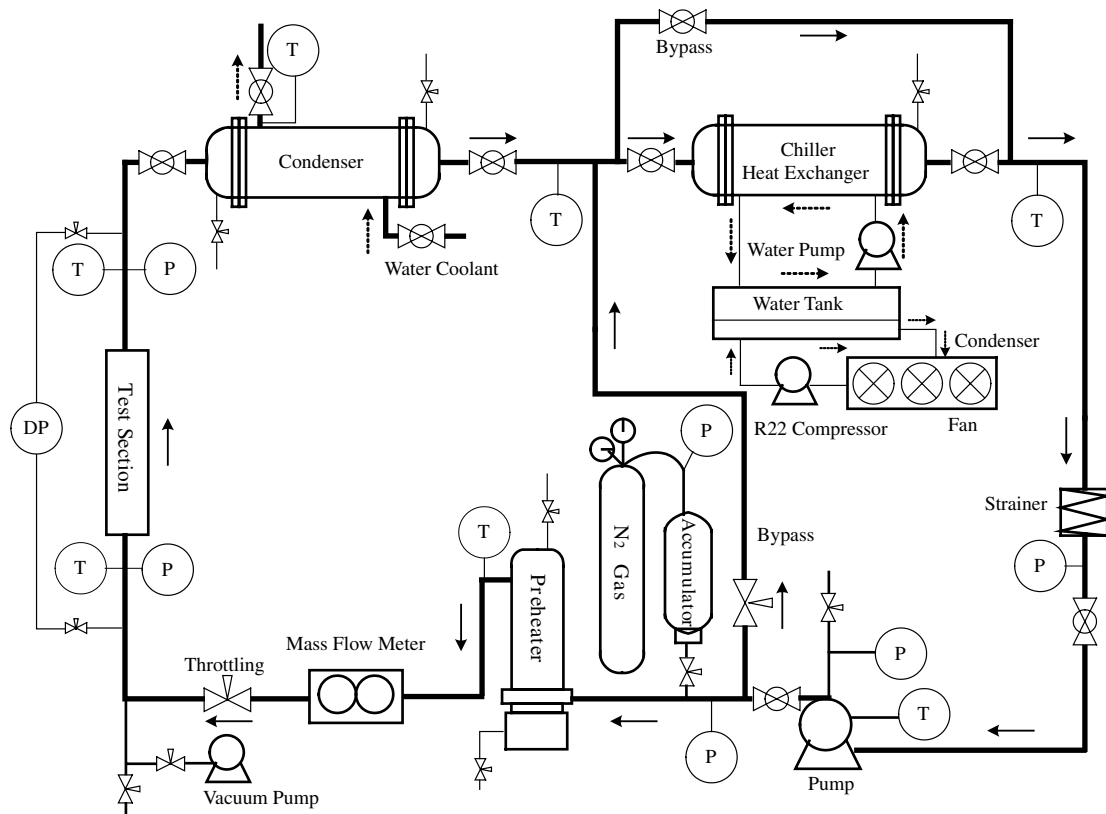 Bypass
T
Condenser
Chiller
Heat Exchanger
T
T
Water Coolant
Water Pump
T
P
Water Tank
Condenser
DP
Test Section
R22 Compressor
Fan
P
N2 Gas
Accumulator
Strainer
T
Bypass
P
T
P
Preheater
Mass Flow Meter
Throttling
P
T
P
Vacuum Pump
Pump